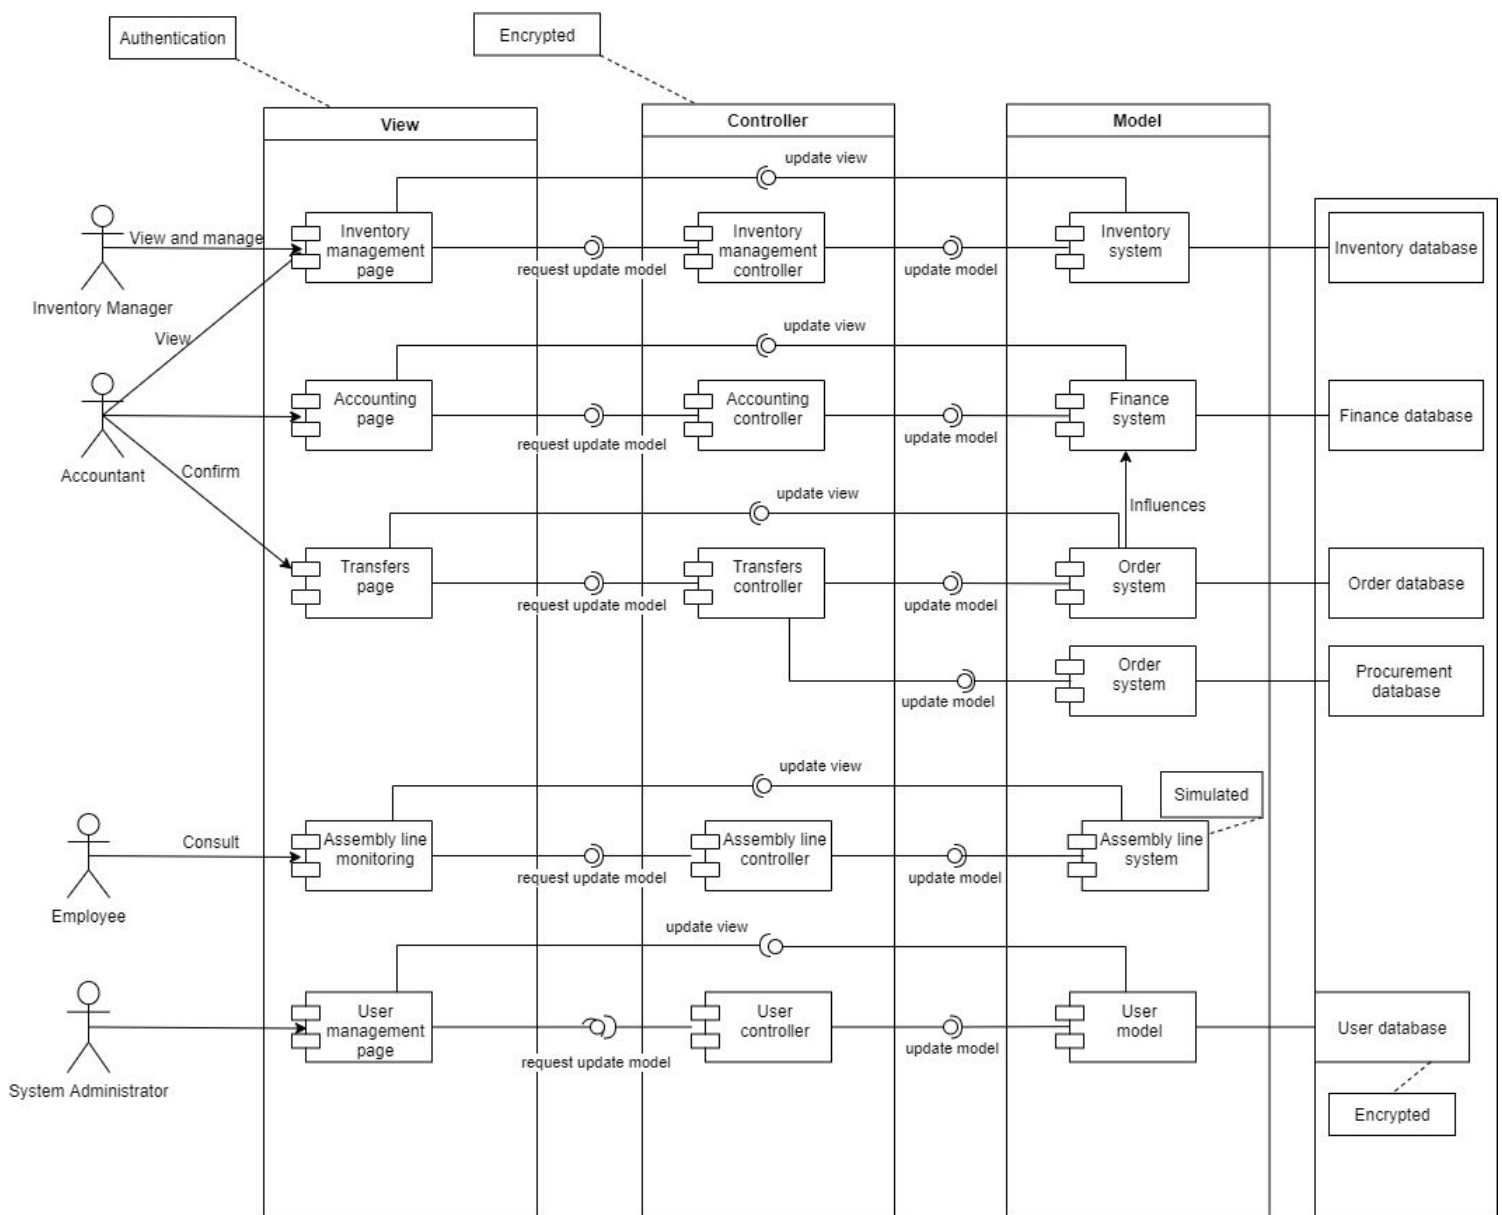 Authentication
Encrypted
View
Controller
Model
update view
Inventory Manager
View and manage
Inventory
management
page
request update model
Inventory
management
controller
update model
Inventory
system
Inventory database
View
update view
Accountant
Accounting
page
request update model
Accounting
controller
update model
Finance
system
Finance database
Confirm
update view
Influences
Transfers
page
request update model
Transfers
controller
update model
Order
system
Order database
update model
Order
system
Procurement
database
update view
Simulated
Employee
Consult
Assembly line
monitoring
request update model
Assembly line
controller
update model
Assembly line
system
update view
System Administrator
User
management
page
request update model
User
controller
update model
User
model
User database
Encrypted